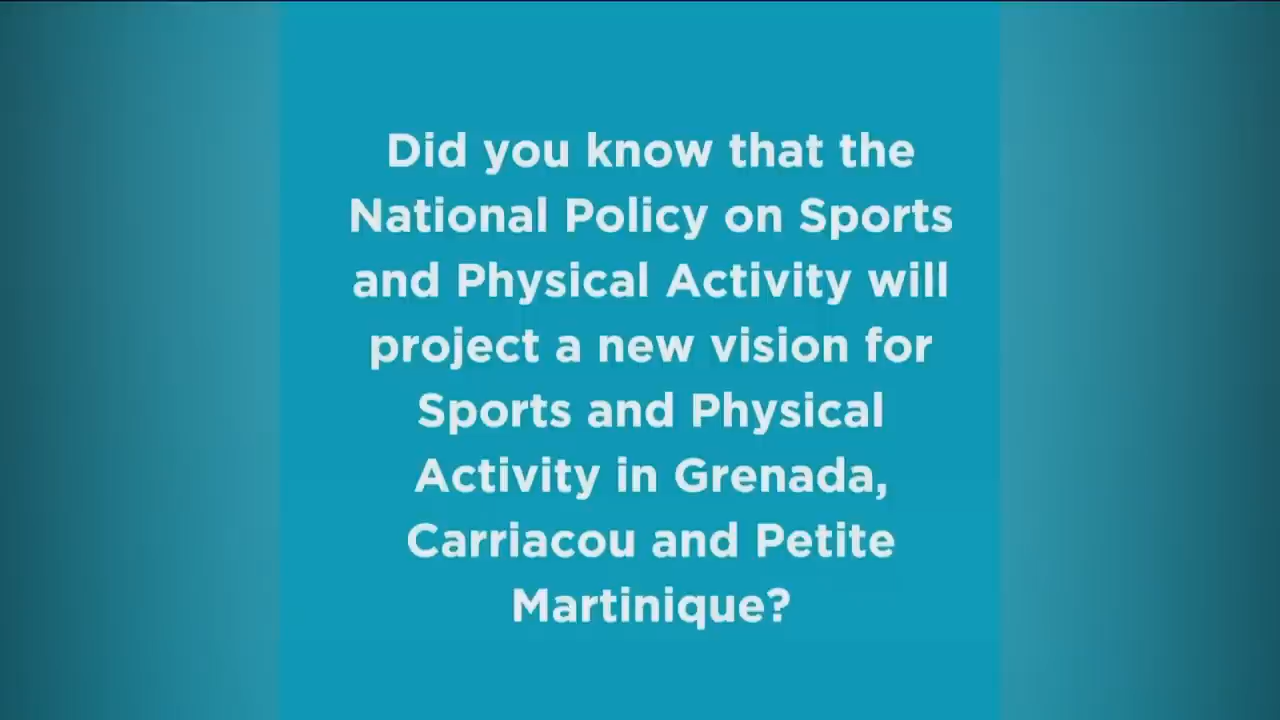 Did you know that the
National Policy on Sports
and Physical Activity will
project a new vision for
Sports and Physical
Activity in Grenada,
Carriacou and Petite
Martinique?